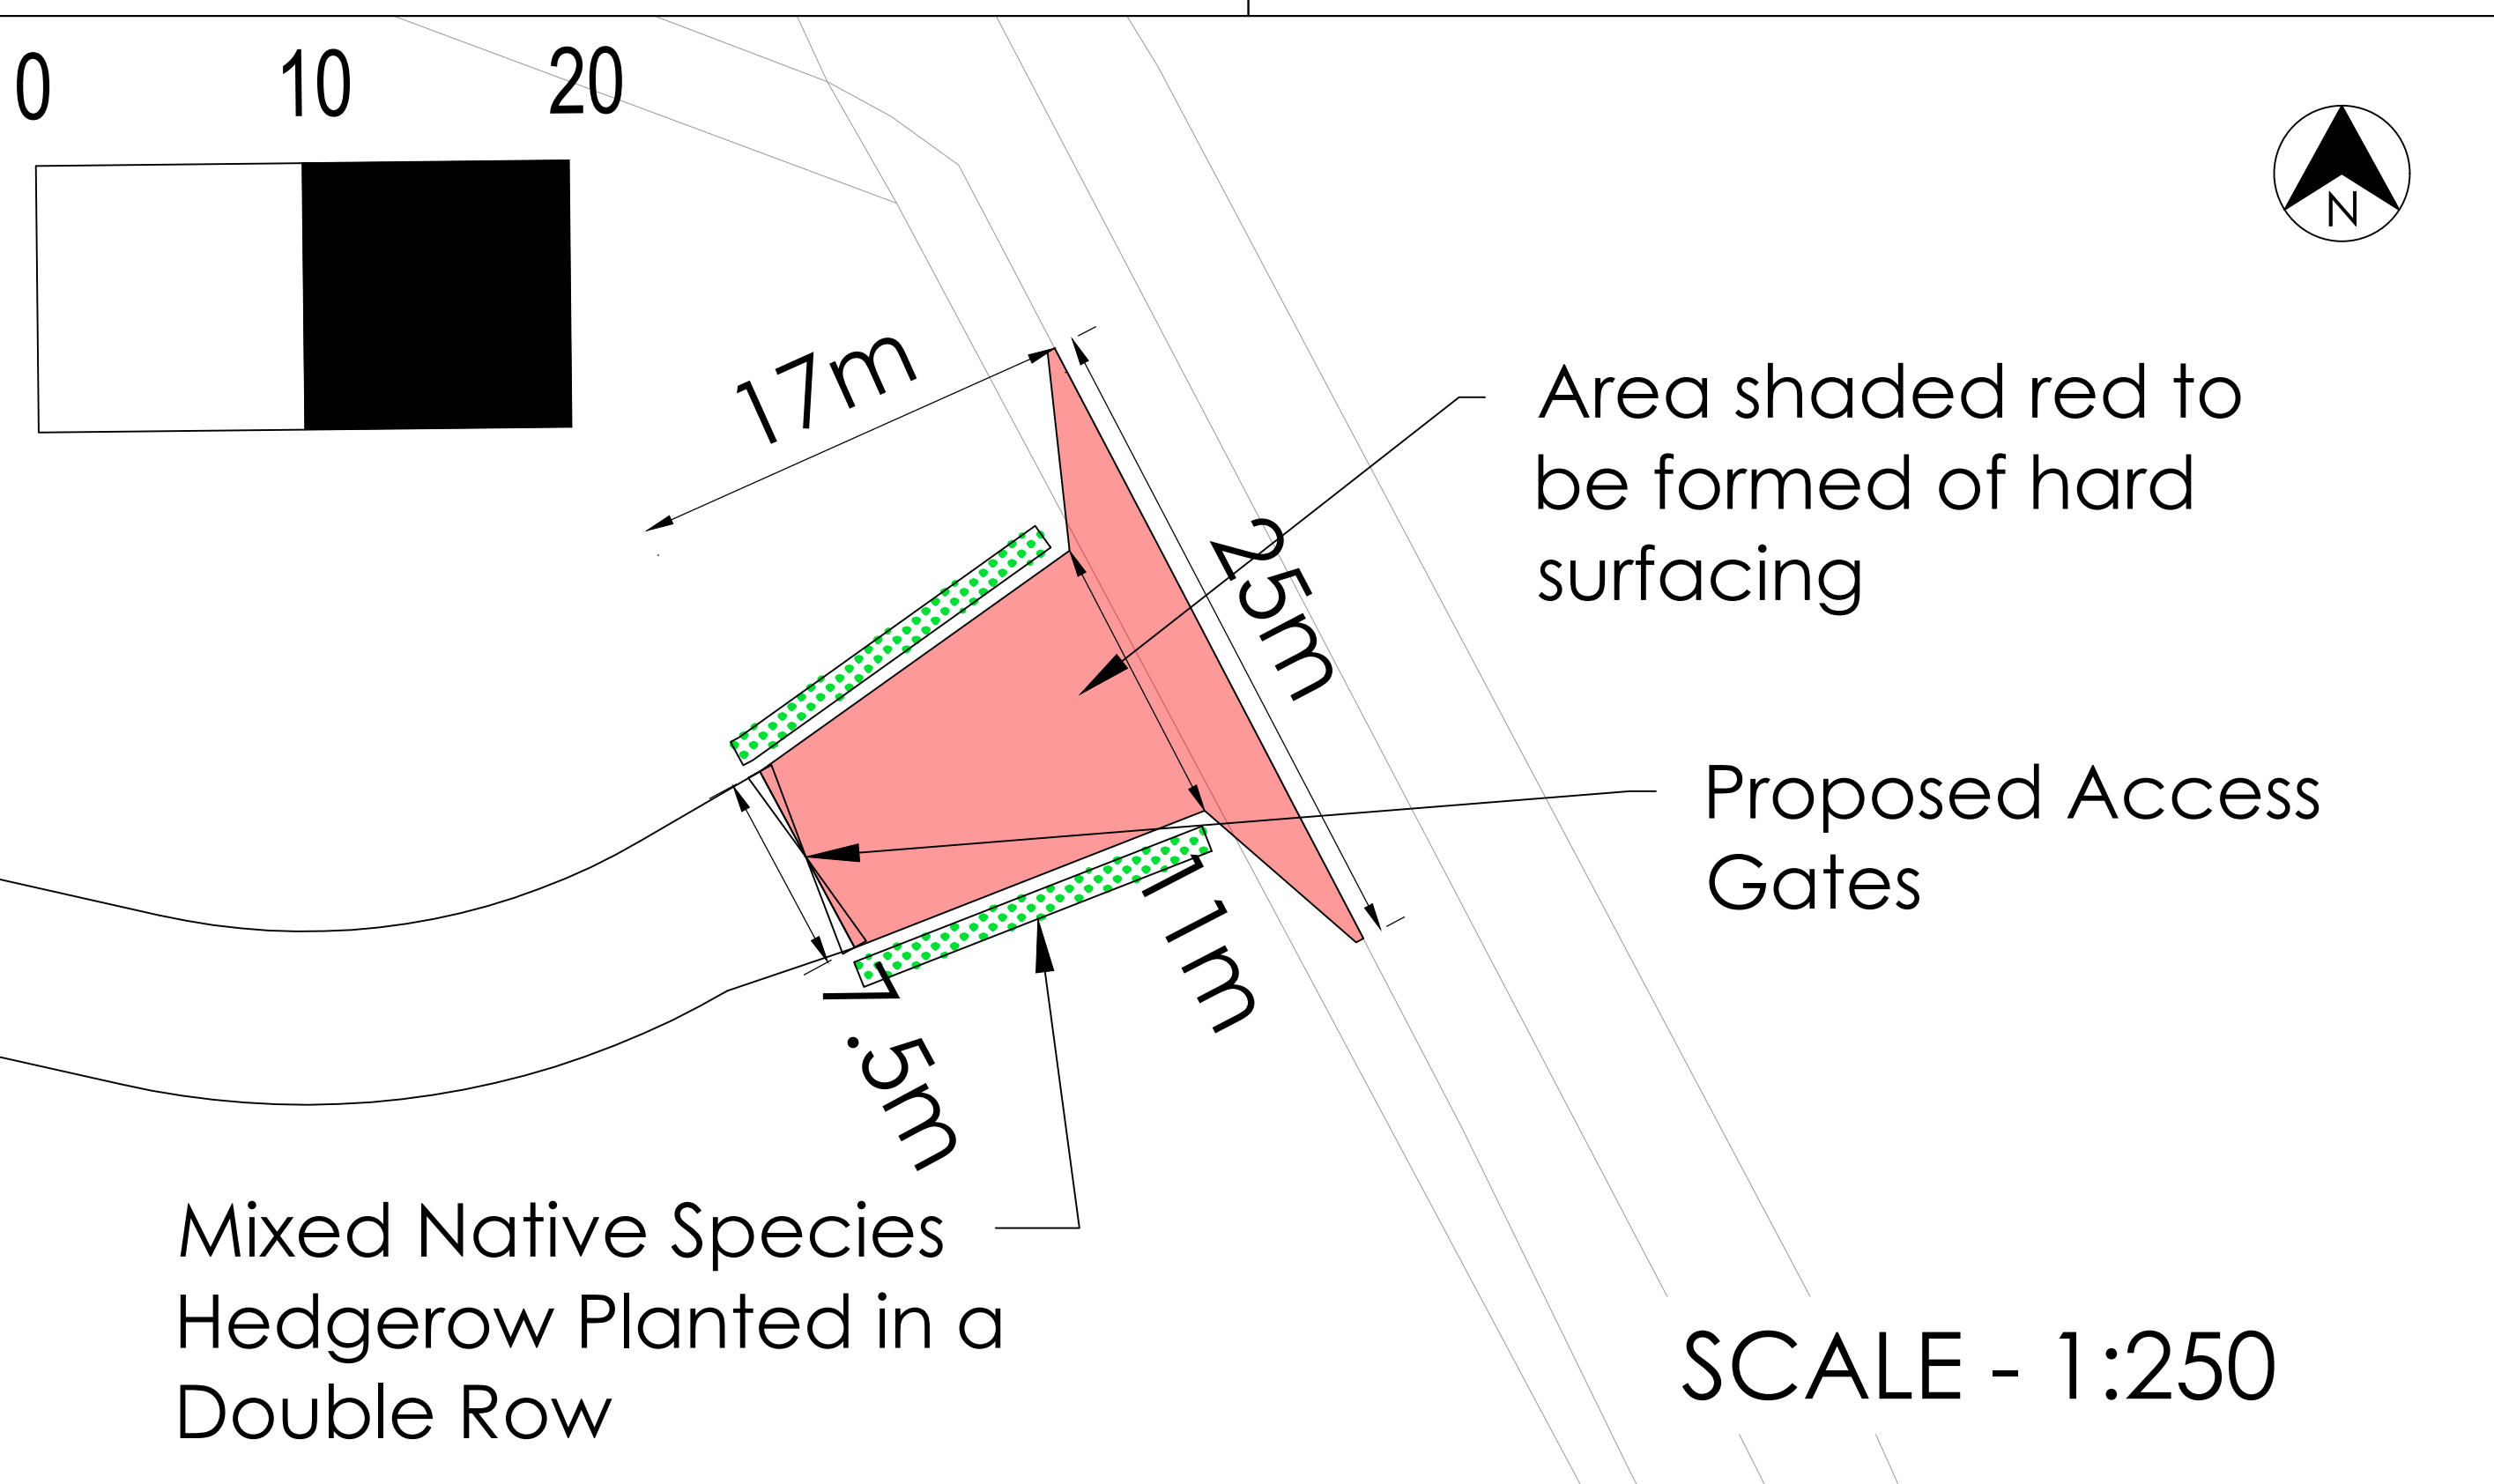 0 10 20
N
17m
Area shaded red to
be formed of hard
surfacing
25m
Proposed Access
Gates
11m
7.5m
Mixed Native Species
Hedgerow Planted in a
Double Row
SCALE - 1:250